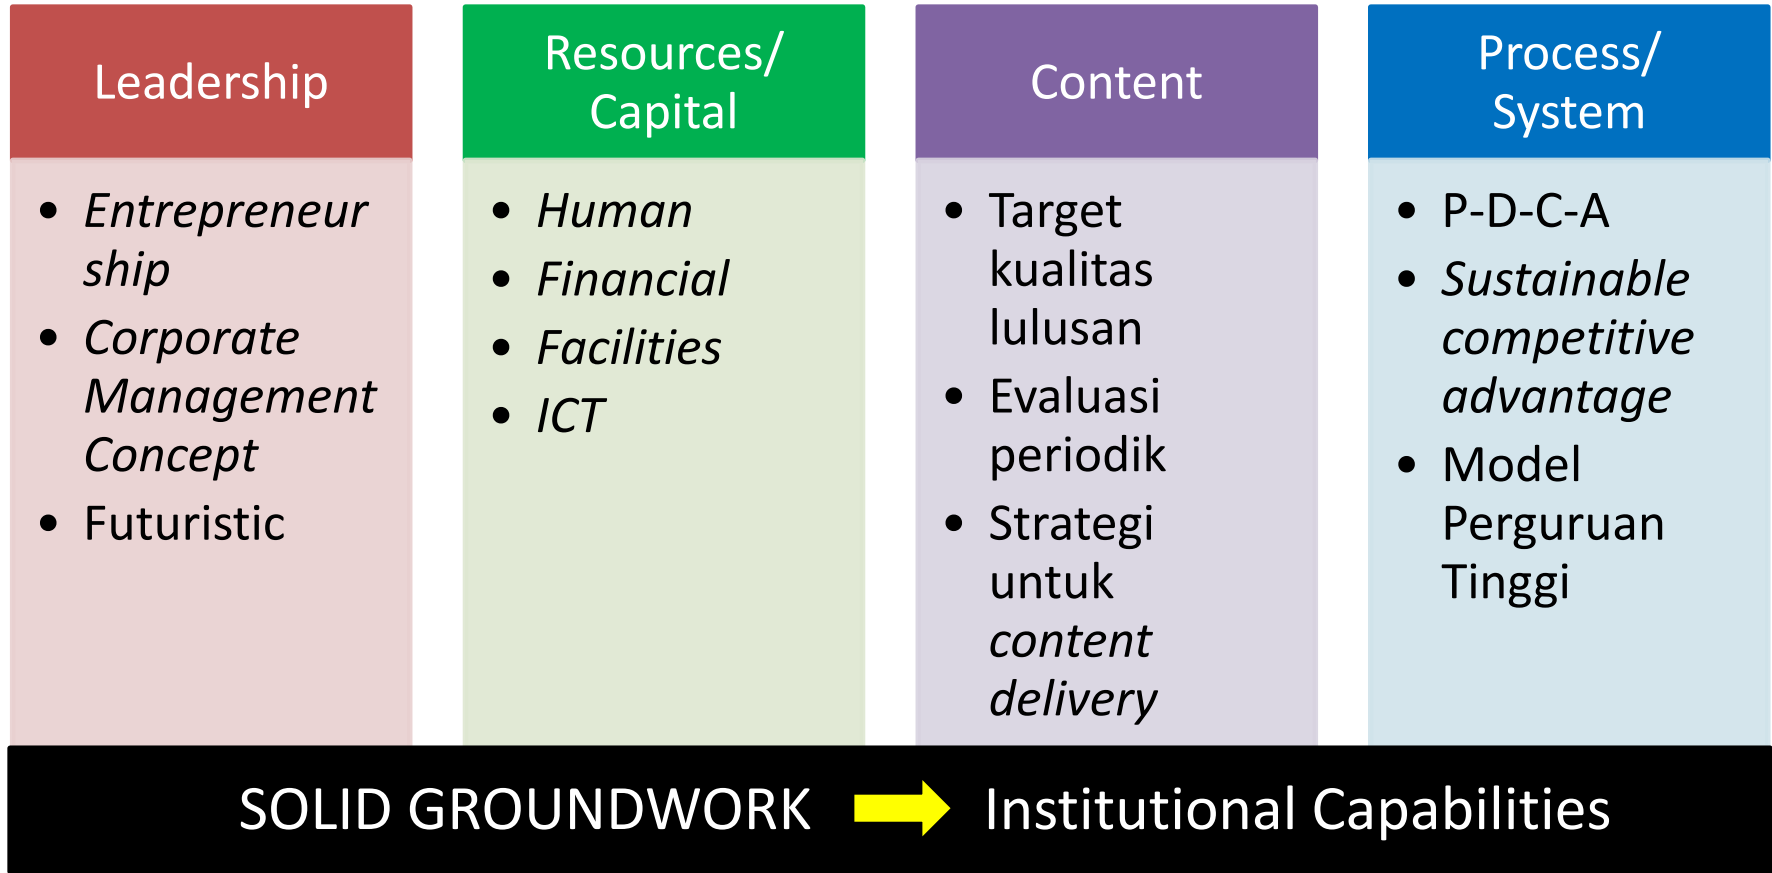 Leadership
• Entrepreneur
ship
• Corporate
Management
Concept
• Futuristic
Resources/
Capital
• Human
• Financial
• Facilities
• ICT
Content
• Target
kualitas
lulusan
• Evaluasi
periodik
• Strategi
untuk
content
delivery
Process/
System
• P-D-C-A
• Sustainable
competitive
advantage
• Model
Perguruan
Tinggi
SOLID GROUNDWORK Institutional Capabilities